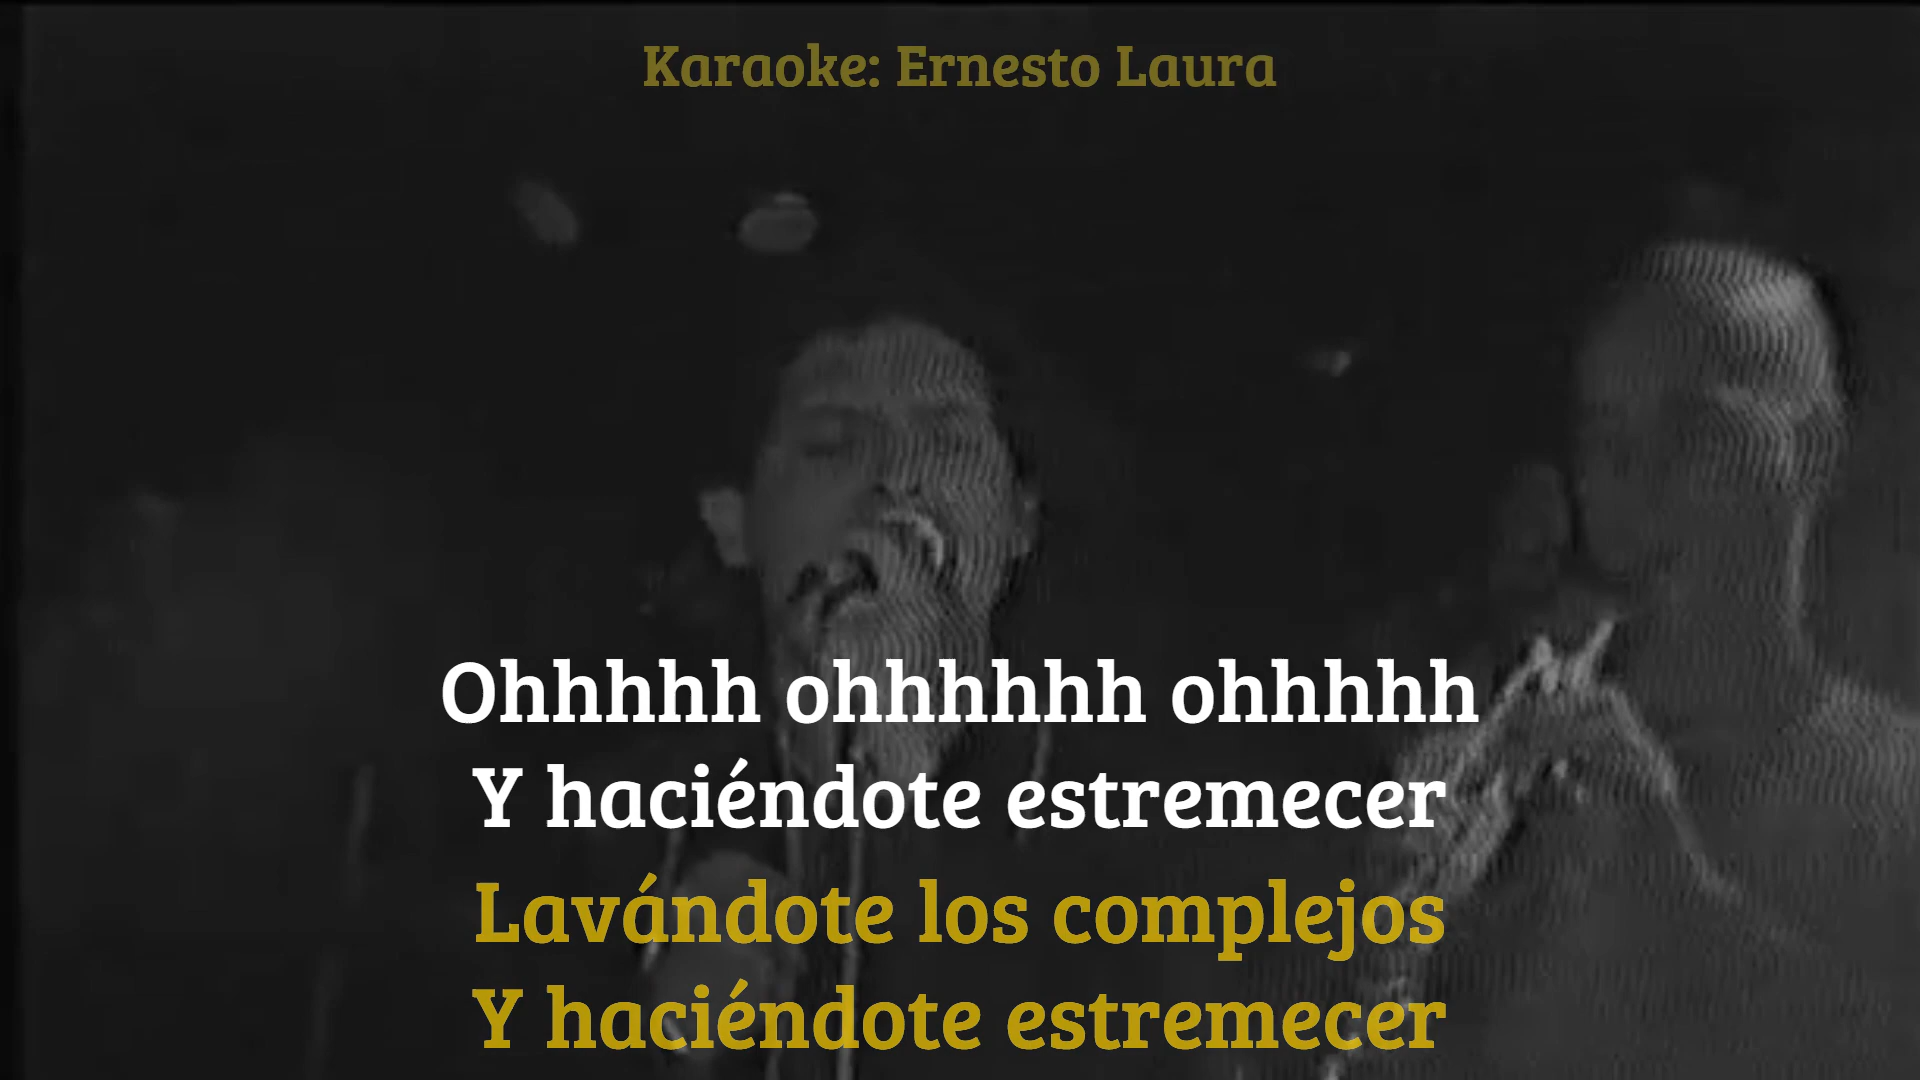 Karaoke: Ernesto Laura
Ohhhhh ohhhhhh ohhhhh
Y haciéndote estremecer
Lavándote los complejos
Y haciéndote estremecer